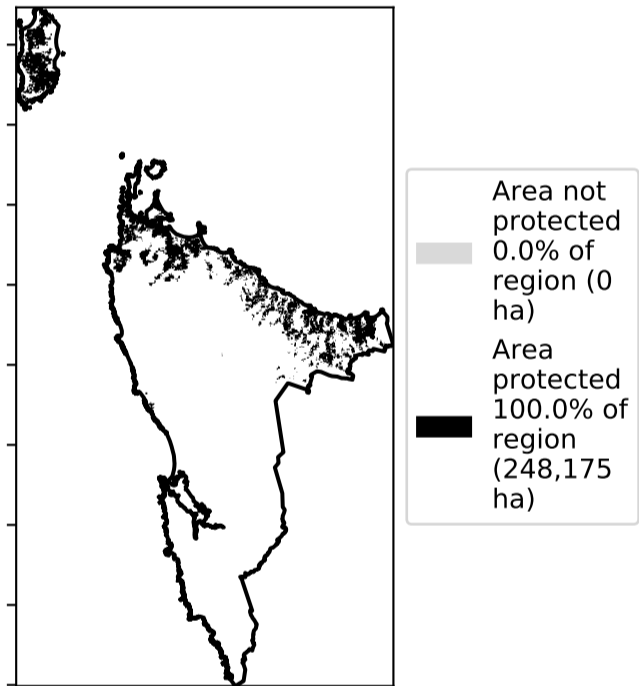 Area not
protected
0.0% of
region (0
ha)
Area
protected
100.0% of
region
(248,175
ha)